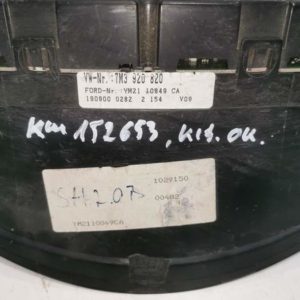 VW-Nr. :7M3 920 820
FORD-Nr. :YM21 10849 CA
190900 0282 2 154 V09
KM 152653, KIT. OK.
1029150
SH.2.07
00482
YM2110849CA